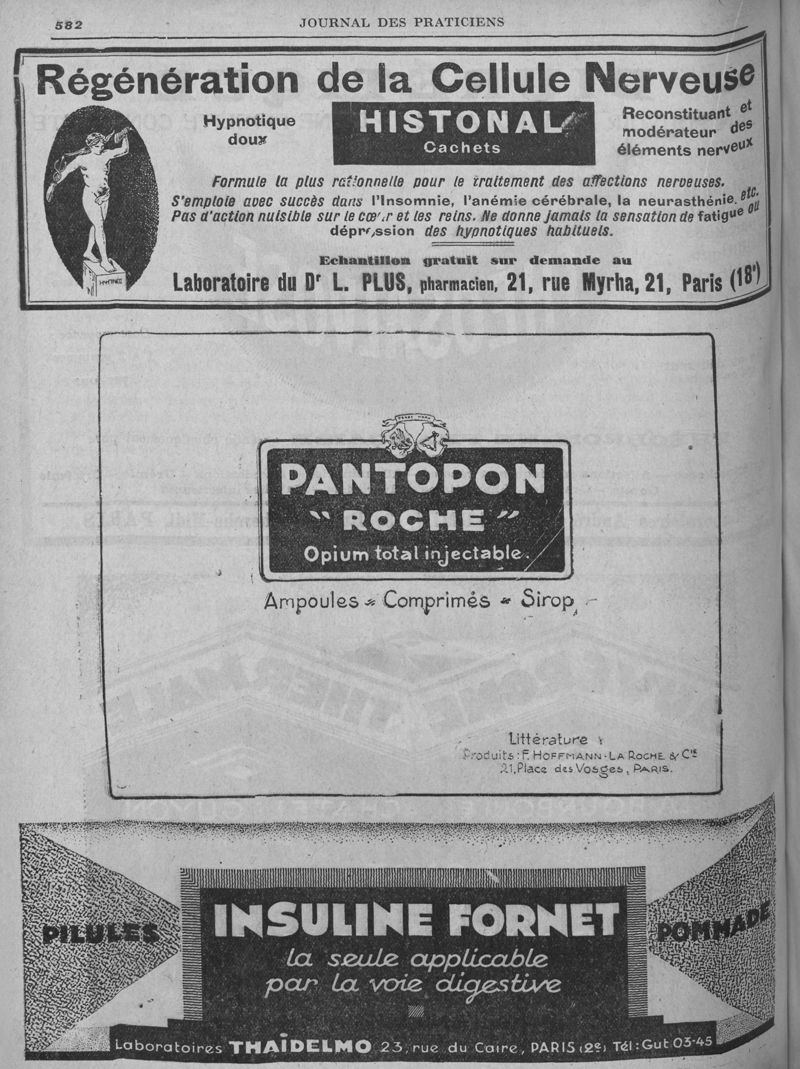 582
JOURNAL DES PRATICIENS
Régénération de la Cellule Nerveuse
Hypnotique
doux
HISTONAL
Cachets
Reconstituant et
modérateur des
éléments nerveux
Formule la plus rationnelle pour le traitement des affections nerveuses.
S'emploie avec succès dans l'Insomnie, l'anémie cérébrale, la neurasthénie, etc.
Pas d'action nuisible sur le cœur et les reins. Ne donne jamais la sensation de fatigue ou
dépression des hypnotiques habituels.
Echantillon gratuit sur demande au
Laboratoire du Dr L. PLUS, pharmacien, 21, rue Myrha, 21, Paris (18e)
PANTOPON
"ROCHE"
Opium total injectable.
Ampoules - Comprimés - Sirop
Littérature
Produits: F. HOFFMANN-LA ROCHE & Cie
21, Place des Vosges, PARIS.
PILULES
INSULINE FORNET
POMMADE
la seule applicable
par la voie digestive
Laboratoires THAÏDELMO 23, rue du Caire, PARIS (2e) Tél: Gut 03-45